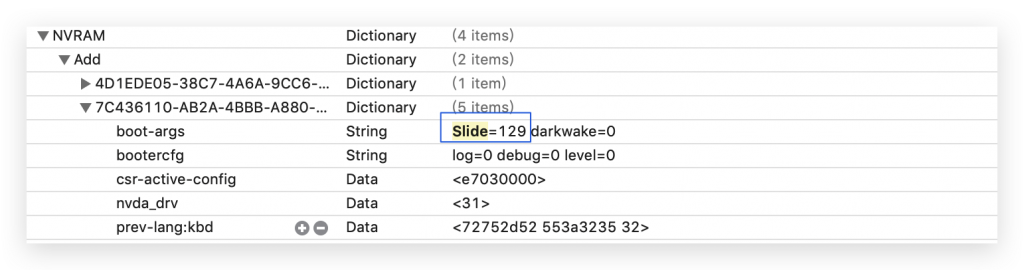 NVRAM Dictionary (4 items)
Add Dictionary (2 items)
4D1EDE05-38C7-4A6A-9CC6-... Dictionary (1 item)
7C436110-AB2A-4BBB-A880-... Dictionary (5 items)
boot-args String Slide=129 darkwake=0
bootercfg String log=0 debug=0 level=0
csr-active-config Data <e7030000>
nvda_drv Data <31>
prev-lang:kbd Data <72752d52 553a3235 32>